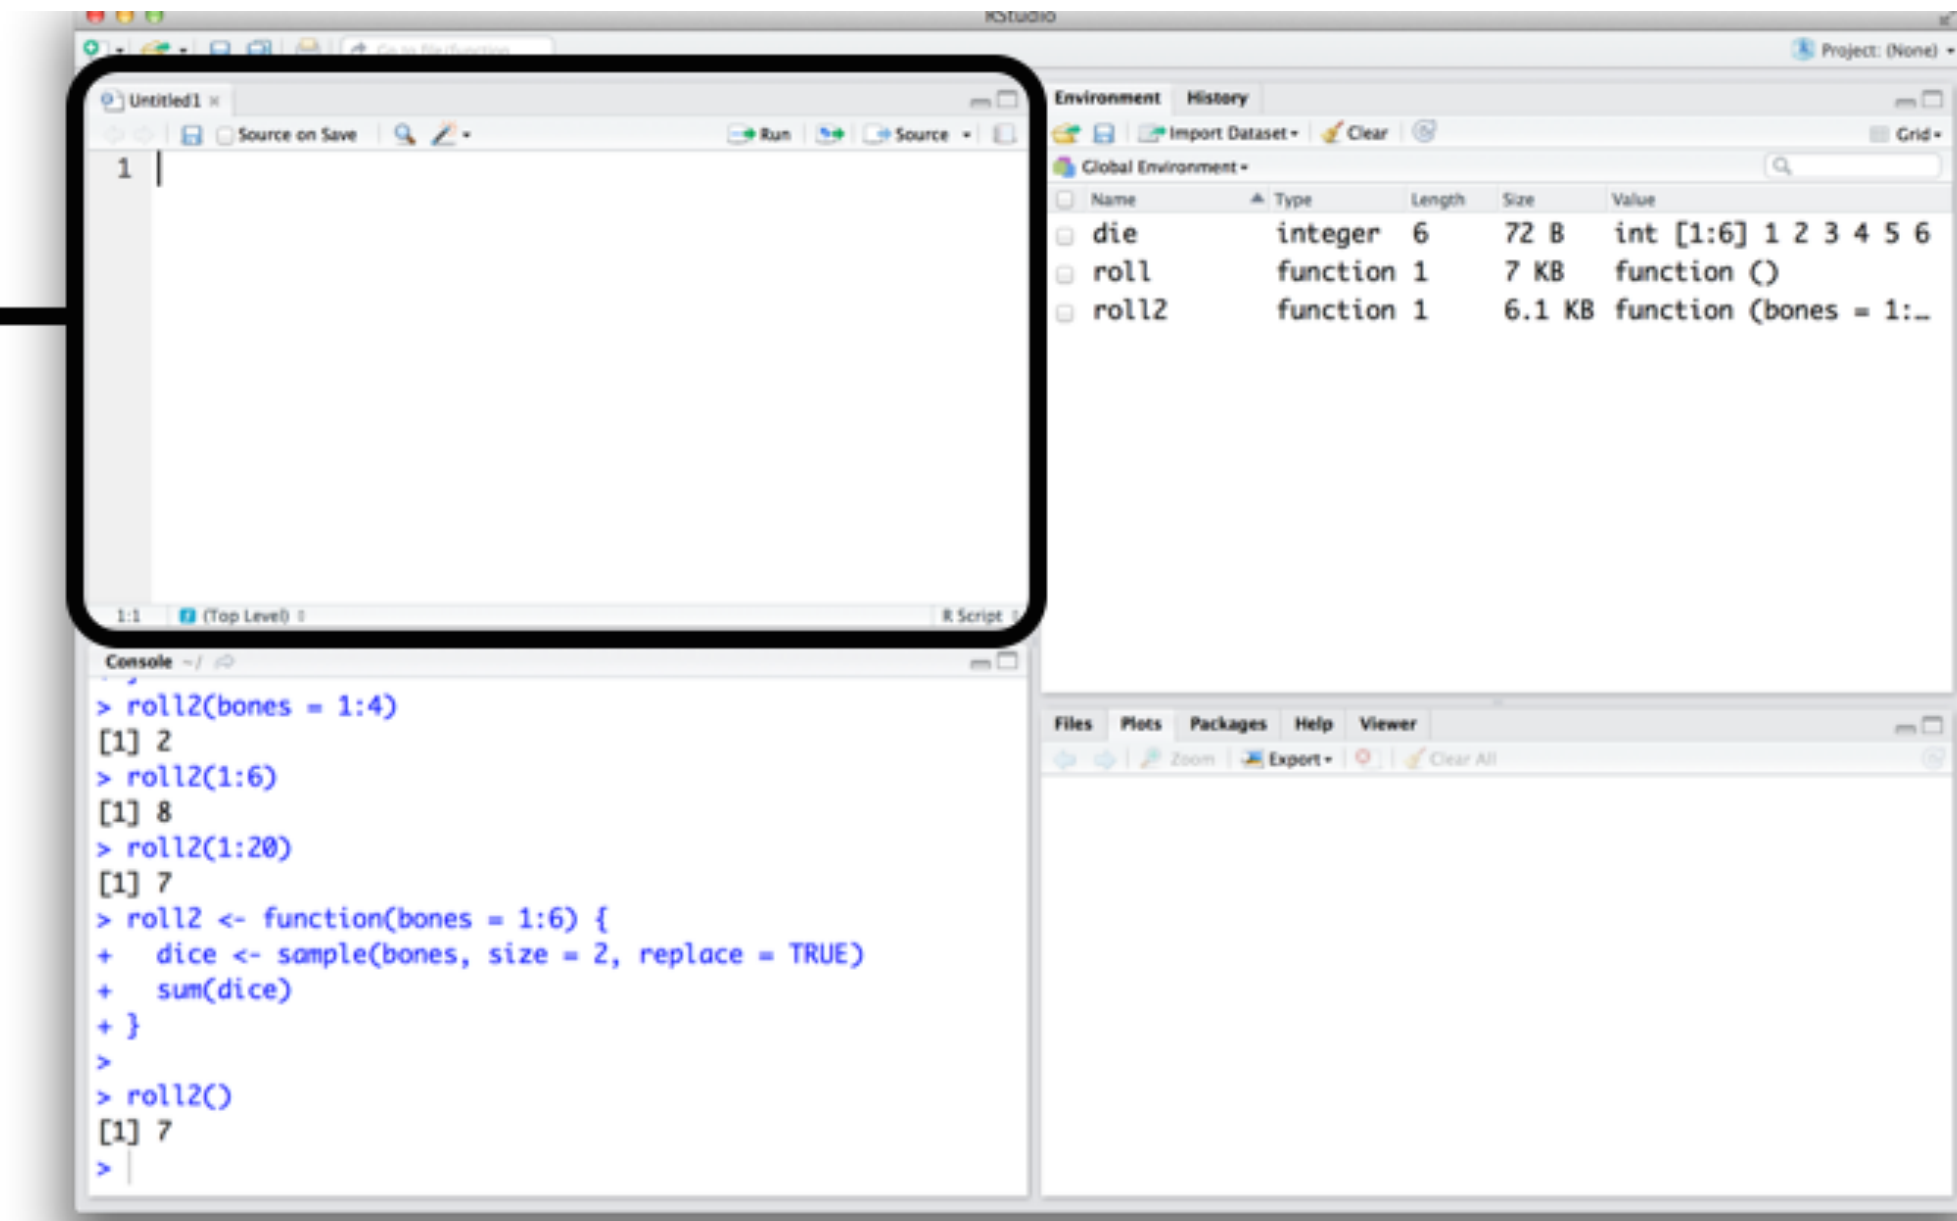 RStudio
Go to file/function
Project: (None)
Untitled1
Source on Save
Run
Source
1
1:1
(Top Level)
R Script
Console ~/
> roll2(bones = 1:4)
[1] 2
> roll2(1:6)
[1] 8
> roll2(1:20)
[1] 7
> roll2 <- function(bones = 1:6) {
+   dice <- sample(bones, size = 2, replace = TRUE)
+   sum(dice)
+ }
>
> roll2()
[1] 7
>
Environment History
Import Dataset Clear Grid
Global Environment
Name Type Length Size Value
die integer 6 72 B int [1:6] 1 2 3 4 5 6
roll function 1 7 KB function ()
roll2 function 1 6.1 KB function (bones = 1:…
Files Plots Packages Help Viewer
Zoom Export Clear All